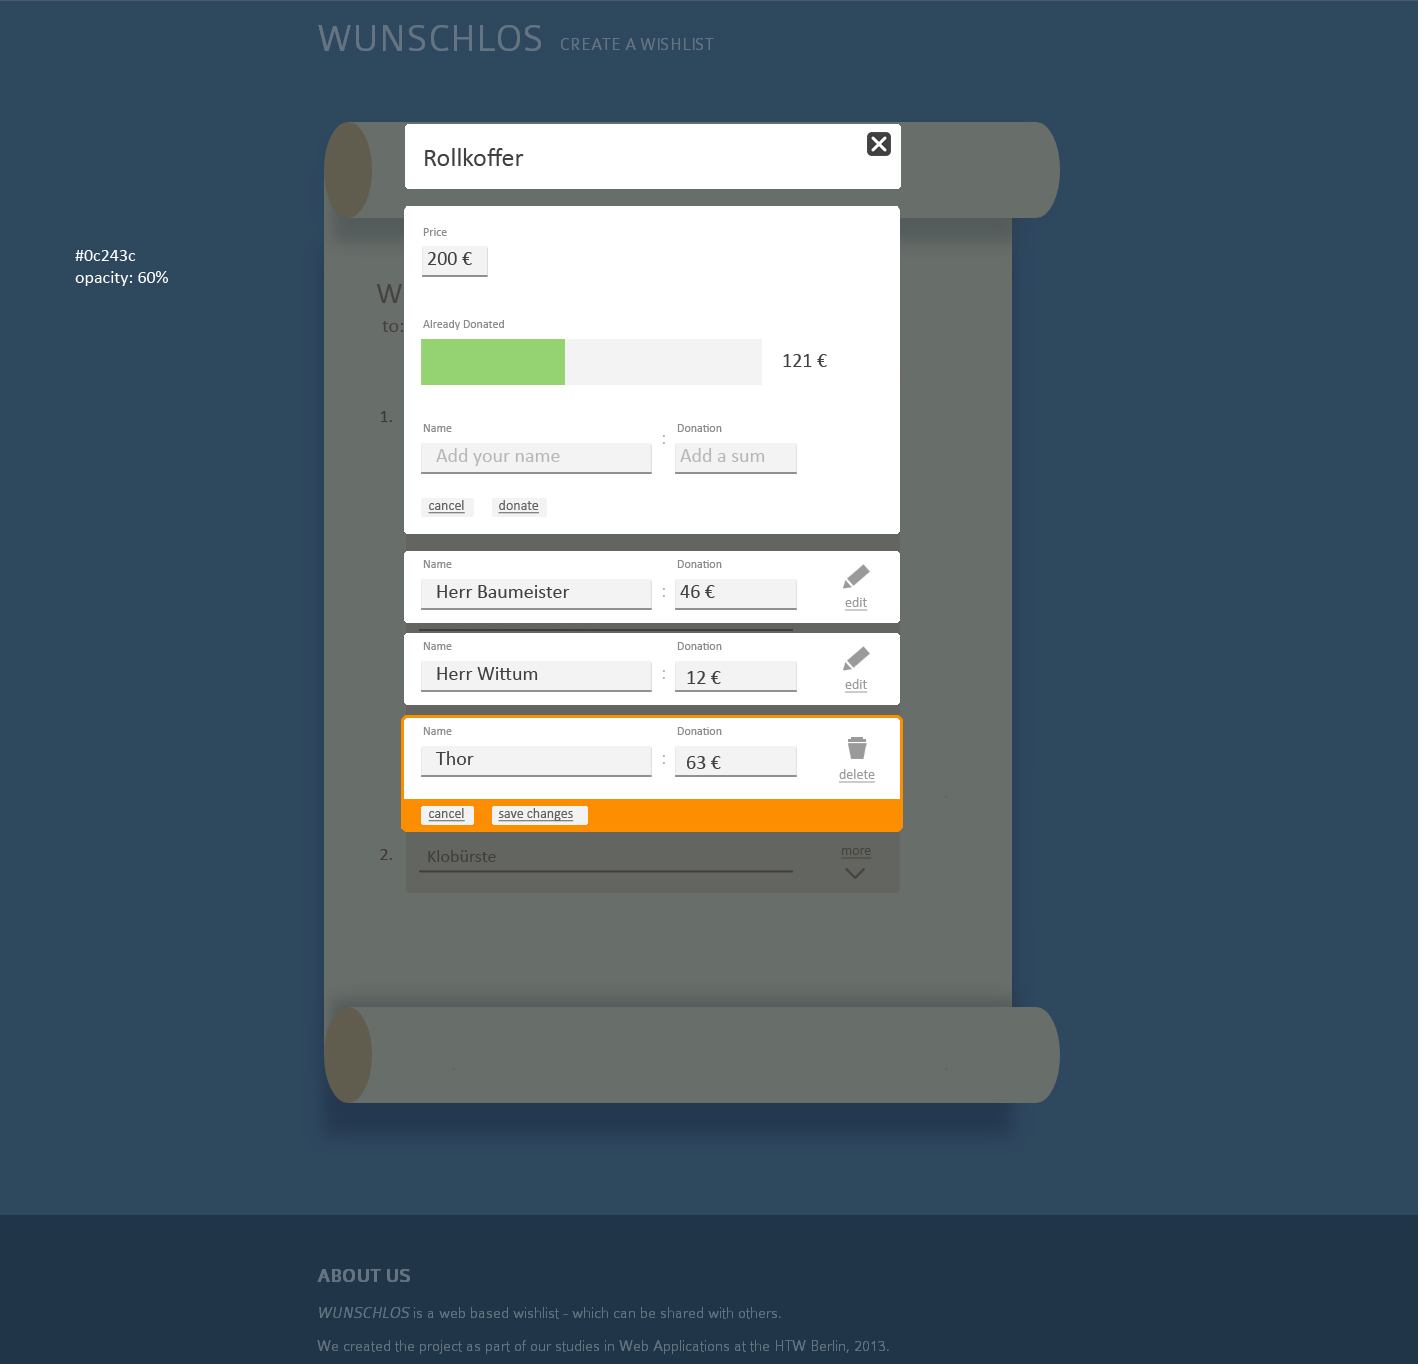 WUNSCHLOS CREATE A WISHLIST
Rollkoffer
#0c243c
opacity: 60%
Price
200 €
W
to:
Already Donated
121 €
1.
Name : Donation
Add your name Add a sum
cancel donate
Name Donation
Herr Baumeister : 46 €
edit
Name Donation
Herr Wittum : 12 €
edit
Name Donation
Thor : 63 €
delete
cancel save changes
2. Klobürste more
ABOUT US
WUNSCHLOS is a web based wishlist - which can be shared with others.
We created the project as part of our studies in Web Applications at the HTW Berlin, 2013.